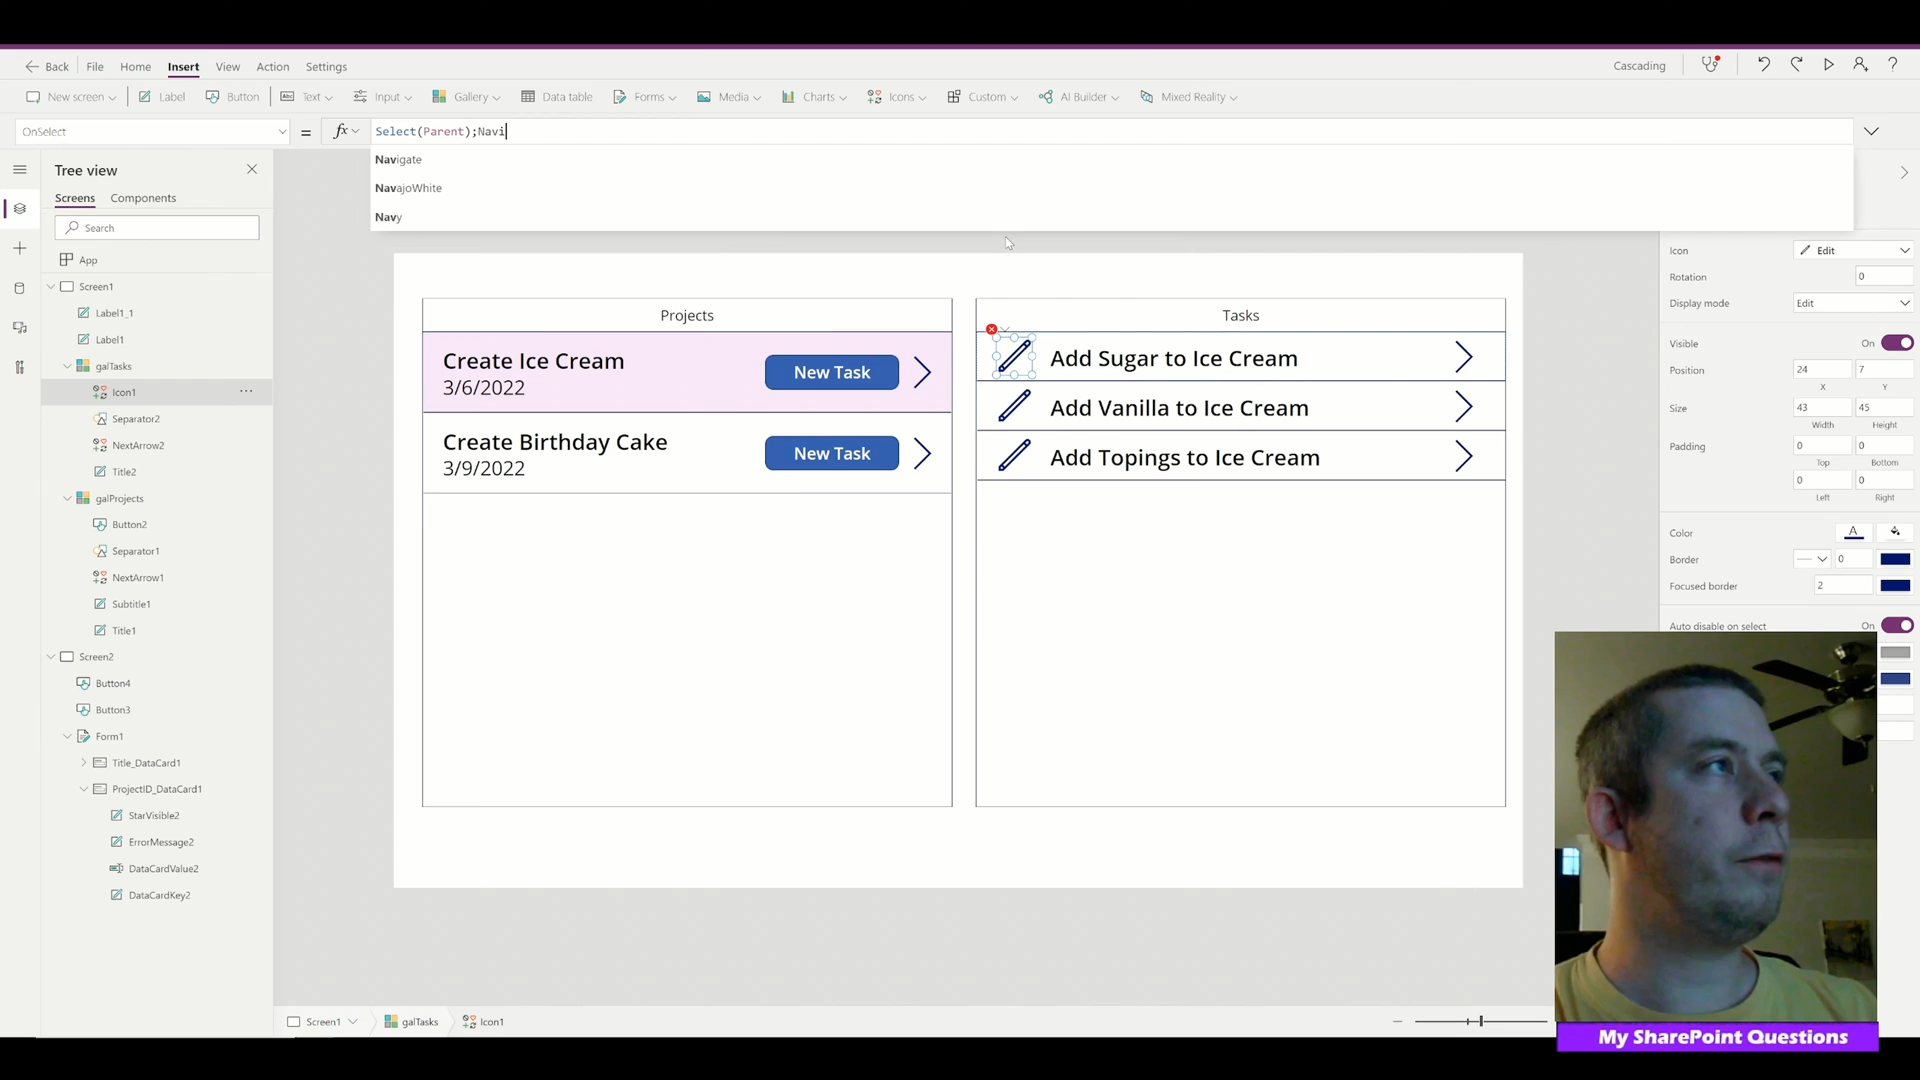 Back File Home Insert View Action Settings Cascading ?
New screen Label Button Text Input Gallery Data table Forms Media Charts Icons Custom AI Builder Mixed Reality
OnSelect = fx Select(Parent);Navi
Navigate
NavajoWhite
Navy
Tree view
Screens Components
Search
App
Screen1
Label1_1
Label1
galTasks
Icon1
Separator2
NextArrow2
Title2
galProjects
Button2
Separator1
NextArrow1
Subtitle1
Title1
Screen2
Button4
Button3
Form1
Title_DataCard1
ProjectID_DataCard1
StarVisible2
ErrorMessage2
DataCardValue2
DataCardKey2
Projects
Create Ice Cream
3/6/2022
New Task
Create Birthday Cake
3/9/2022
New Task
Tasks
Add Sugar to Ice Cream
Add Vanilla to Ice Cream
Add Topings to Ice Cream
Icon Edit
Rotation 0
Display mode Edit
Visible On
Position 24 7
X Y
Size 43 45
Width Height
Padding 0 0
Top Bottom
0 0
Left Right
Color A
Border 0
Focused border 2
Auto disable on select On
Screen1 galTasks Icon1
My SharePoint Questions